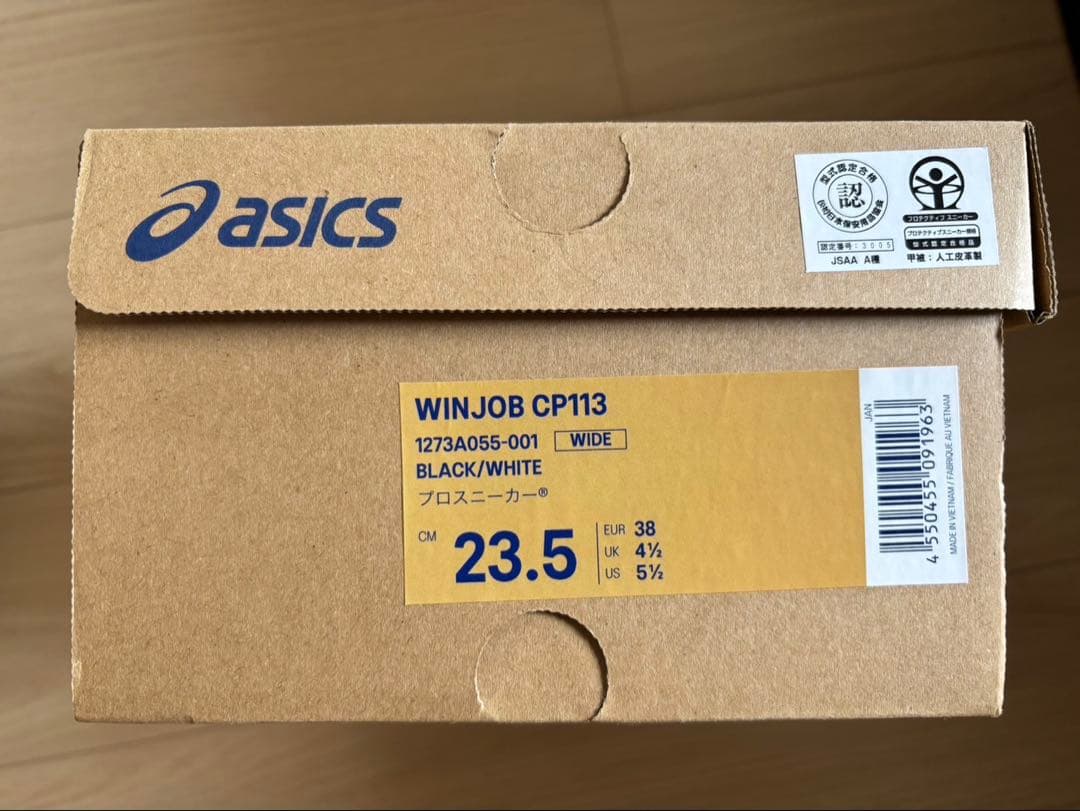 asics
型式認定合格
認
(公社)日本保安用品協会
認定番号:3005
JSAA A種
プロテクティブ スニーカー
プロテクティブスニーカー規格
型式認定合格品
甲被:人工皮革製
WINJOB CP113
1273A055-001 WIDE
BLACK/WHITE
プロスニーカー®
CM 23.5
EUR 38
UK 4½
US 5½
JAN
4 550455 091963
MADE IN VIETNAM / FABRIQUÉ AU VIETNAM